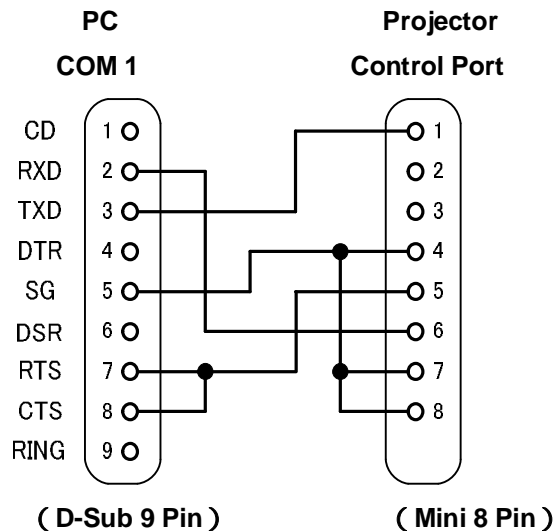 PC Projector
COM 1 Control Port
CD 1 1
RXD 2 2
TXD 3 3
DTR 4 4
SG 5 5
DSR 6 6
RTS 7 7
CTS 8 8
RING 9
( D-Sub 9 Pin ) ( Mini 8 Pin )